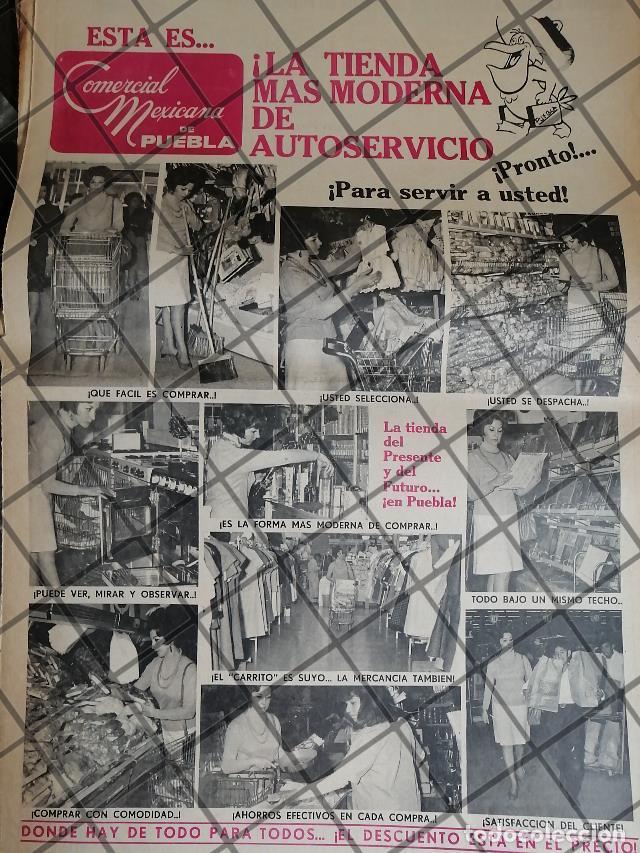 ESTA ES...
Comercial
Mexicana
DE
PUEBLA
¡LA TIENDA
MAS MODERNA
DE
AUTOSERVICIO
PUEBLA
¡Pronto!....
¡Para servir a usted!
¡QUE FACIL ES COMPRAR..!
¡USTED SELECCIONA..!
¡USTED SE DESPACHA..!
La tienda
del
Presente
y del
Futuro...
¡en Puebla!
¡ES LA FORMA MAS MODERNA DE COMPRAR..!
¡PUEDE VER, MIRAR Y OBSERVAR..!
TODO BAJO UN MISMO TECHO..
¡EL "CARRITO" ES SUYO... LA MERCANCIA TAMBIEN!
¡COMPRAR CON COMODIDAD..!
¡AHORROS EFECTIVOS EN CADA COMPRA..!
¡SATISFACCION DEL CLIENTE!
DONDE HAY DE TODO PARA TODOS... ¡EL DESCUENTO ESTA EN EL PRECIO!
todocoleccion